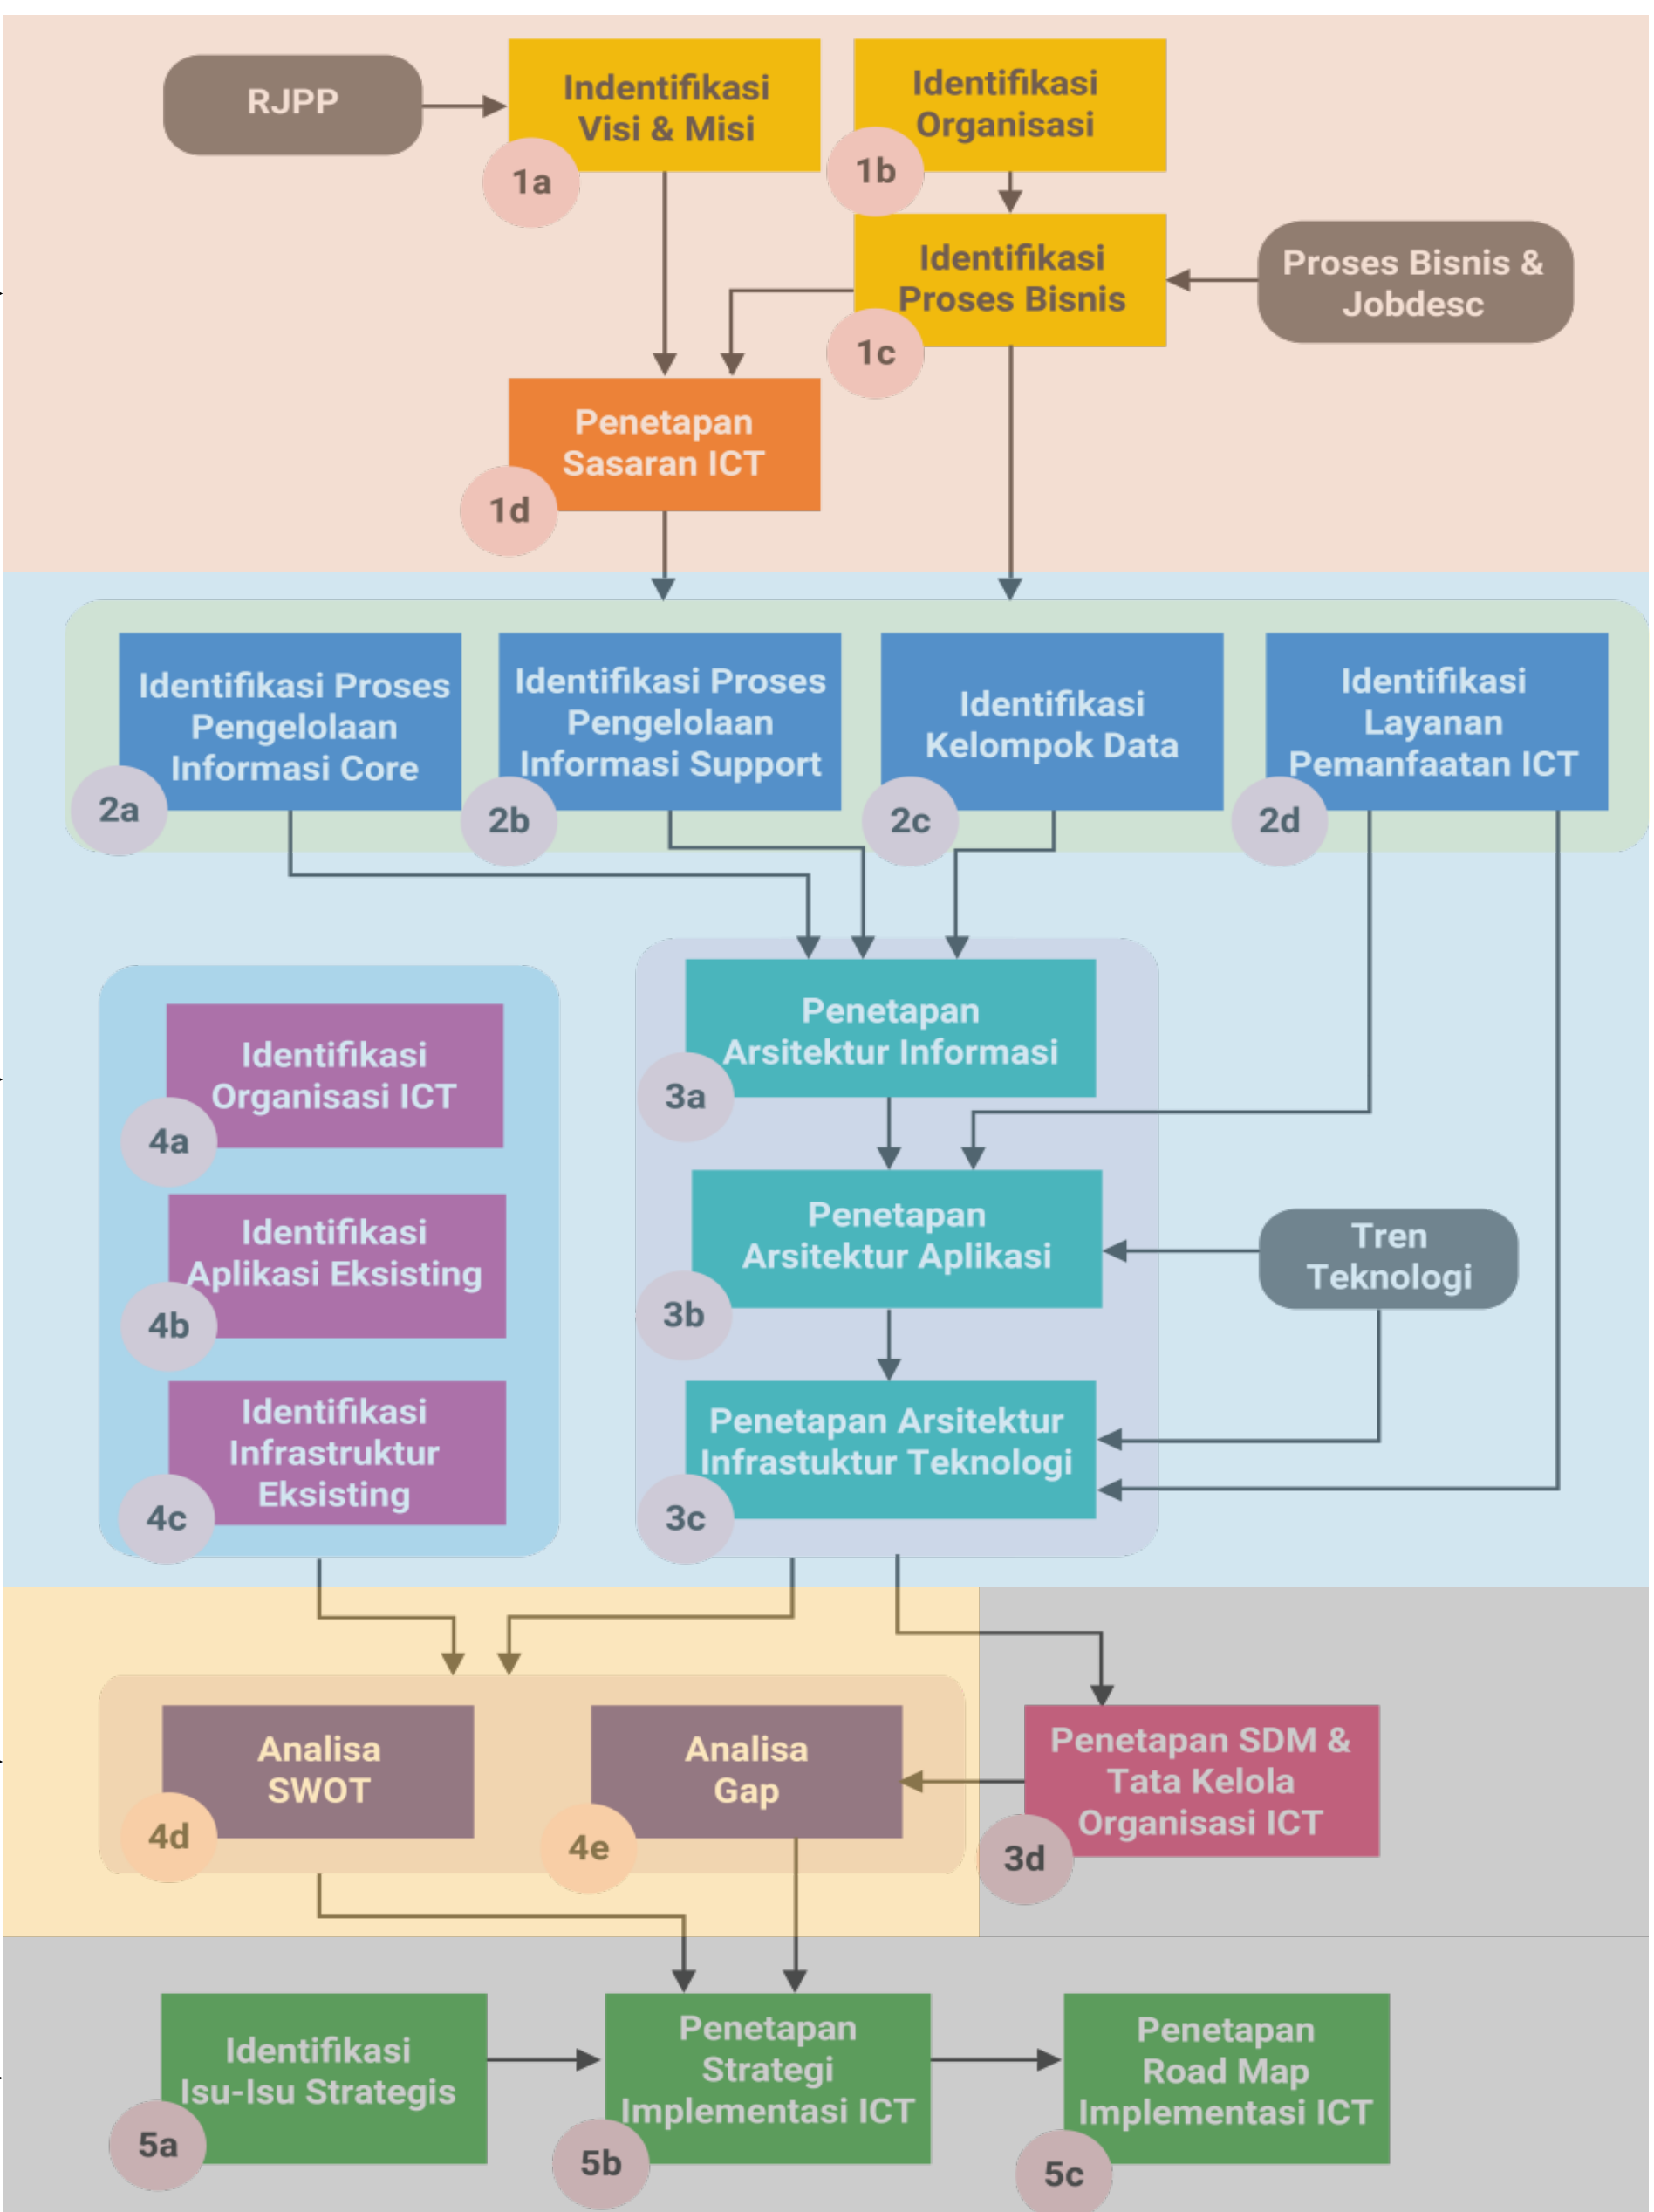 RJPP
Indentifikasi
Visi & Misi
1a
Identifikasi
Organisasi
1b
Identifikasi
Proses Bisnis
1c
Proses Bisnis &
Jobdesc
Penetapan
Sasaran ICT
1d
Identifikasi Proses
Pengelolaan
Informasi Core
2a
Identifikasi Proses
Pengelolaan
Informasi Support
2b
Identifikasi
Kelompok Data
2c
Identifikasi
Layanan
Pemanfaatan ICT
2d
Identifikasi
Organisasi ICT
4a
Identifikasi
Aplikasi Eksisting
4b
Identifikasi
Infrastruktur
Eksisting
4c
Penetapan
Arsitektur Informasi
3a
Penetapan
Arsitektur Aplikasi
3b
Tren
Teknologi
Penetapan Arsitektur
Infrastuktur Teknologi
3c
Analisa
SWOT
4d
Analisa
Gap
4e
Penetapan SDM &
Tata Kelola
Organisasi ICT
3d
Identifikasi
Isu-Isu Strategis
5a
Penetapan
Strategi
Implementasi ICT
5b
Penetapan
Road Map
Implementasi ICT
5c